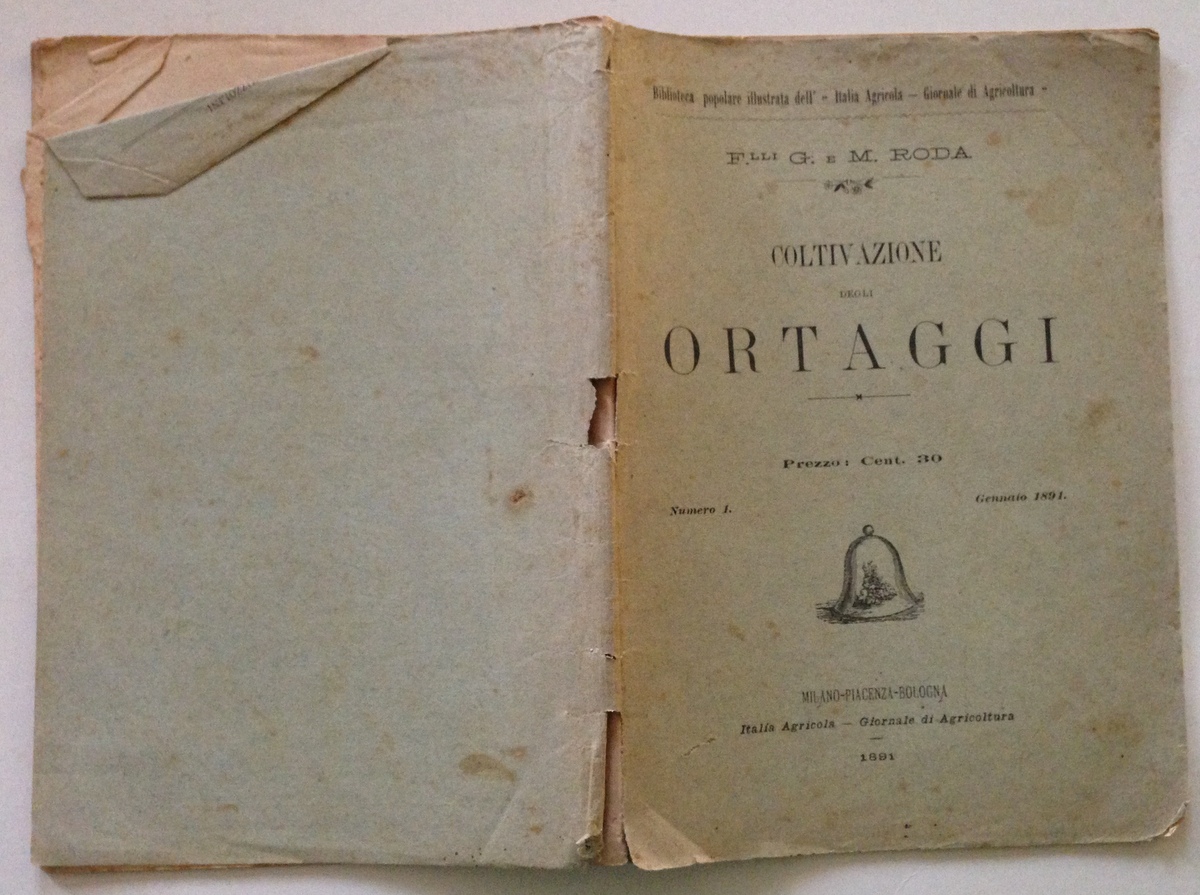 Biblioteca popolare illustrata dell' " Italia Agricola — Giornale di Agricoltura "
F.LLI G. E M. RODA
COLTIVAZIONE
DEGLI
ORTAGGI
Prezzo: Cent. 30
Numero 1.
Gennaio 1891.
MILANO-PIACENZA-BOLOGNA
Italia Agricola — Giornale di Agricoltura
1891